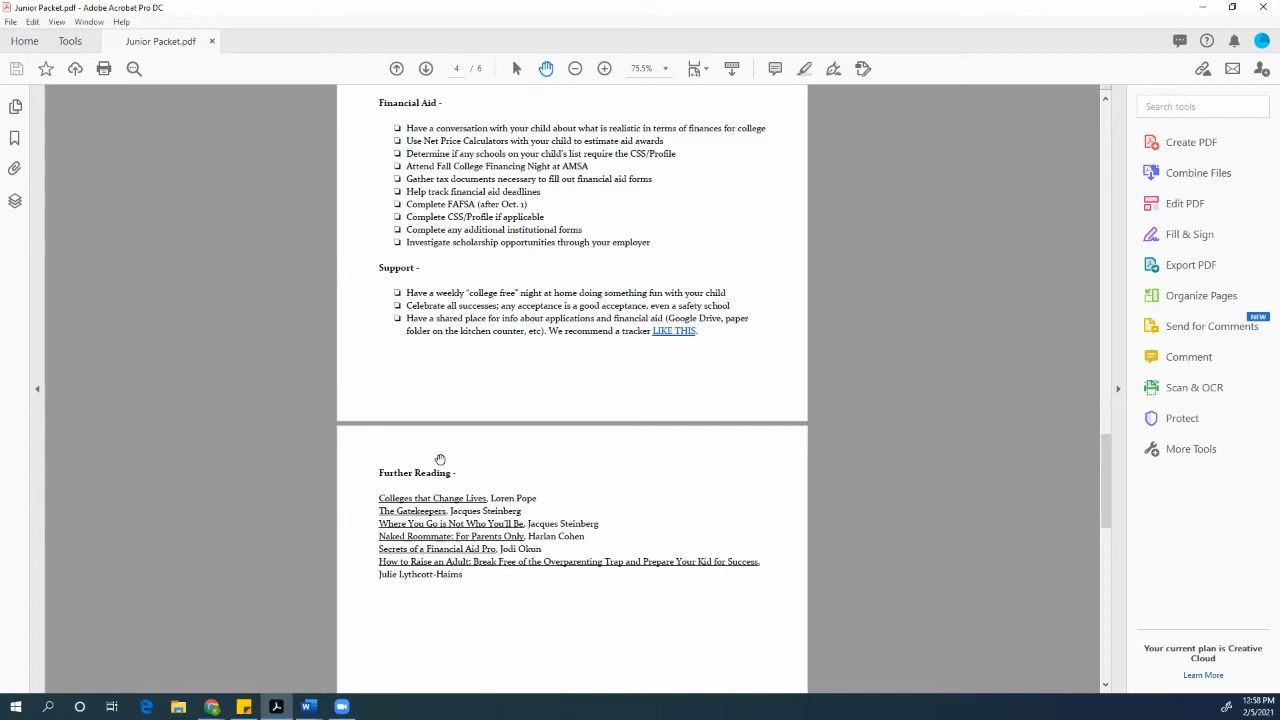 Junior Packet.pdf - Adobe Acrobat Pro DC
File Edit View Window Help
Home Tools Junior Packet.pdf ×
4 / 6 75.5%
Financial Aid -
❏ Have a conversation with your child about what is realistic in terms of finances for college
❏ Use Net Price Calculators with your child to estimate aid awards
❏ Determine if any schools on your child's list require the CSS/Profile
❏ Attend Fall College Financing Night at AMSA
❏ Gather tax documents necessary to fill out financial aid forms
❏ Help track financial aid deadlines
❏ Complete FAFSA (after Oct. 1)
❏ Complete CSS/Profile if applicable
❏ Complete any additional institutional forms
❏ Investigate scholarship opportunities through your employer
Support -
❏ Have a weekly "college free" night at home doing something fun with your child
❏ Celebrate all successes; any acceptance is a good acceptance, even a safety school
❏ Have a shared place for info about applications and financial aid (Google Drive, paper
folder on the kitchen counter, etc). We recommend a tracker LIKE THIS.
Further Reading -
Colleges that Change Lives, Loren Pope
The Gatekeepers, Jacques Steinberg
Where You Go is Not Who You'll Be, Jacques Steinberg
Naked Roommate: For Parents Only, Harlan Cohen
Secrets of a Financial Aid Pro, Jodi Okun
How to Raise an Adult: Break Free of the Overparenting Trap and Prepare Your Kid for Success,
Julie Lythcott-Haims
Search tools
Create PDF
Combine Files
Edit PDF
Fill & Sign
Export PDF
Organize Pages
NEW
Send for Comments
Comment
Scan & OCR
Protect
More Tools
Your current plan is Creative
Cloud
Learn More
12:58 PM
2/5/2021